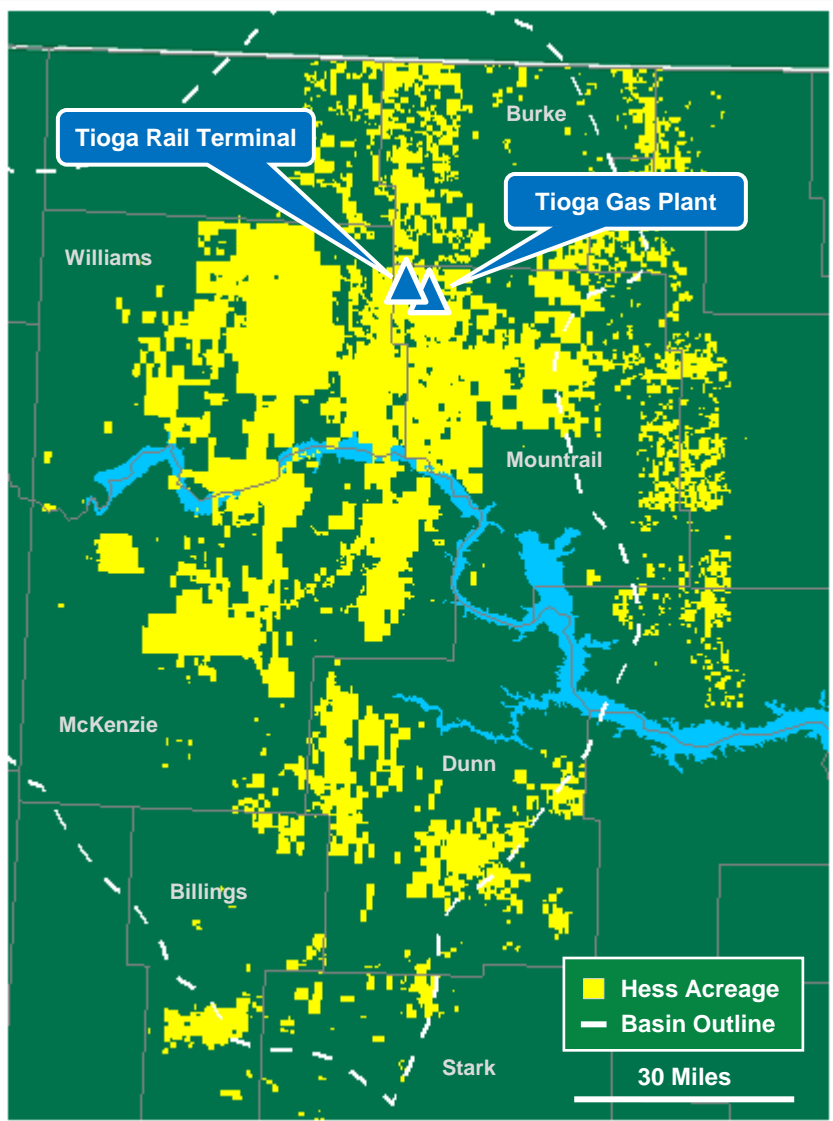 Burke
Tioga Rail Terminal
Tioga Gas Plant
Williams
Mountrail
McKenzie
Dunn
Billings
Hess Acreage
Basin Outline
Stark
30 Miles